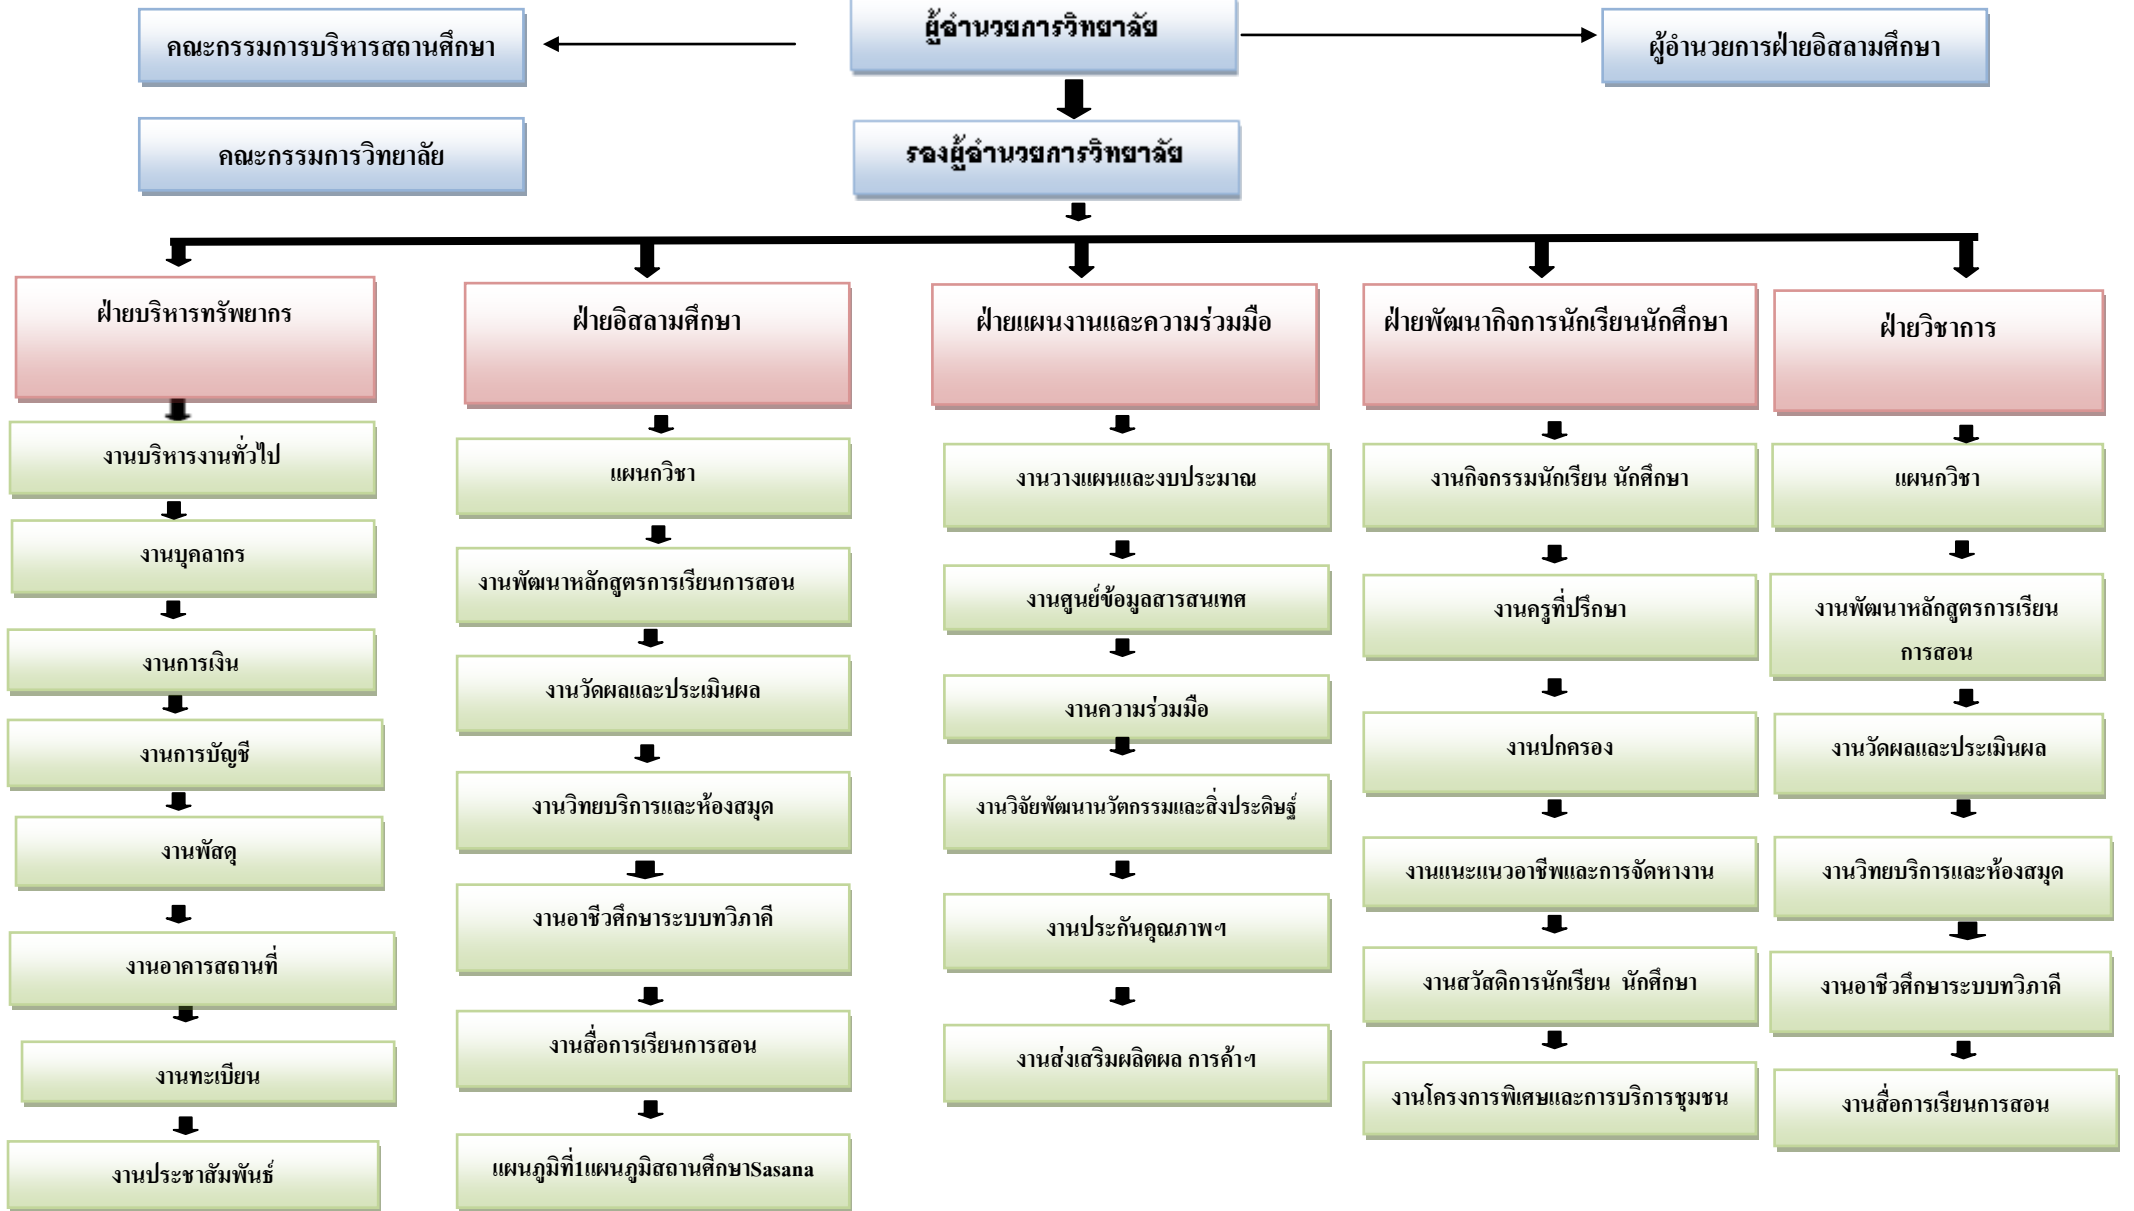 คณะกรรมการบริหารสถานศึกษา
ผู้อำนวยการวิทยาลัย
ผู้อำนวยการฝ่ายอิสลามศึกษา
คณะกรรมการวิทยาลัย
รองผู้อำนวยการวิทยาลัย
ฝ่ายบริหารทรัพยากร
งานบริหารงานทั่วไป
งานบุคลากร
งานการเงิน
งานการบัญชี
งานพัสดุ
งานอาคารสถานที่
งานทะเบียน
งานประชาสัมพันธ์
ฝ่ายอิสลามศึกษา
แผนกวิชา
งานพัฒนาหลักสูตรการเรียนการสอน
งานวัดผลและประเมินผล
งานวิทยบริการและห้องสมุด
งานอาชีวศึกษาระบบทวิภาคี
งานสื่อการเรียนการสอน
แผนภูมิที่1แผนภูมิสถานศึกษาSasana
ฝ่ายแผนงานและความร่วมมือ
งานวางแผนและงบประมาณ
งานศูนย์ข้อมูลสารสนเทศ
งานความร่วมมือ
งานวิจัยพัฒนานวัตกรรมและสิ่งประดิษฐ์
งานประกันคุณภาพฯ
งานส่งเสริมผลิตผล การค้าฯ
ฝ่ายพัฒนากิจการนักเรียนนักศึกษา
งานกิจกรรมนักเรียน นักศึกษา
งานครูที่ปรึกษา
งานปกครอง
งานแนะแนวอาชีพและการจัดหางาน
งานสวัสดิการนักเรียน นักศึกษา
งานโครงการพิเศษและการบริการชุมชน
ฝ่ายวิชาการ
แผนกวิชา
งานพัฒนาหลักสูตรการเรียน
การสอน
งานวัดผลและประเมินผล
งานวิทยบริการและห้องสมุด
งานอาชีวศึกษาระบบทวิภาคี
งานสื่อการเรียนการสอน